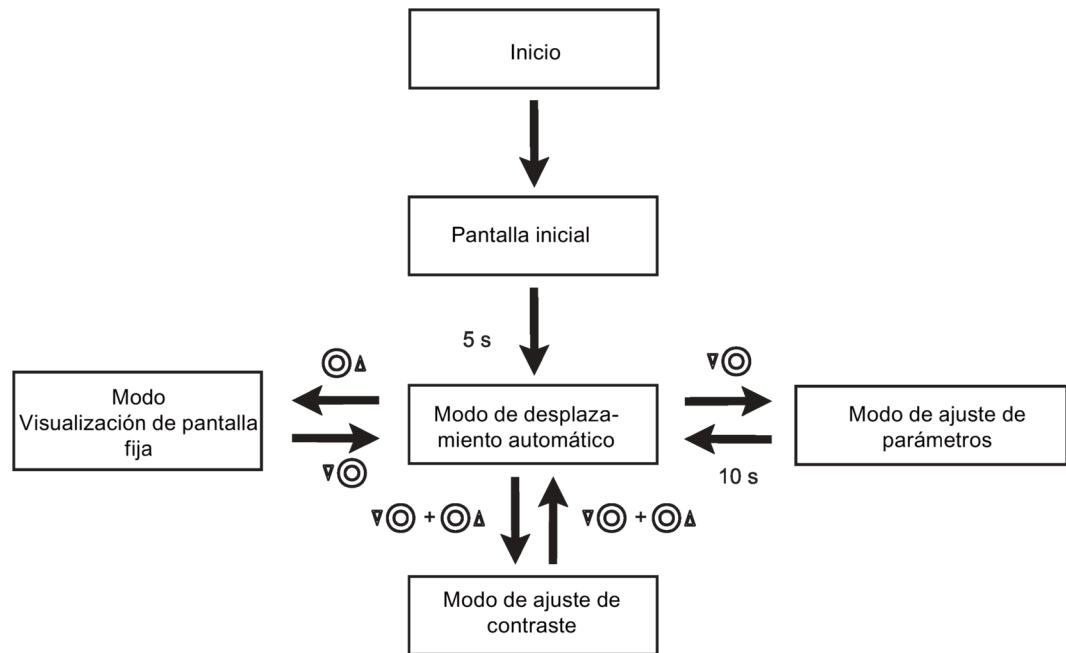 Inicio
Pantalla inicial
5 s
Modo
Visualización de pantalla
fija
Modo de desplaza-
miento automático
Modo de ajuste de
parámetros
10 s
+
+
Modo de ajuste de
contraste